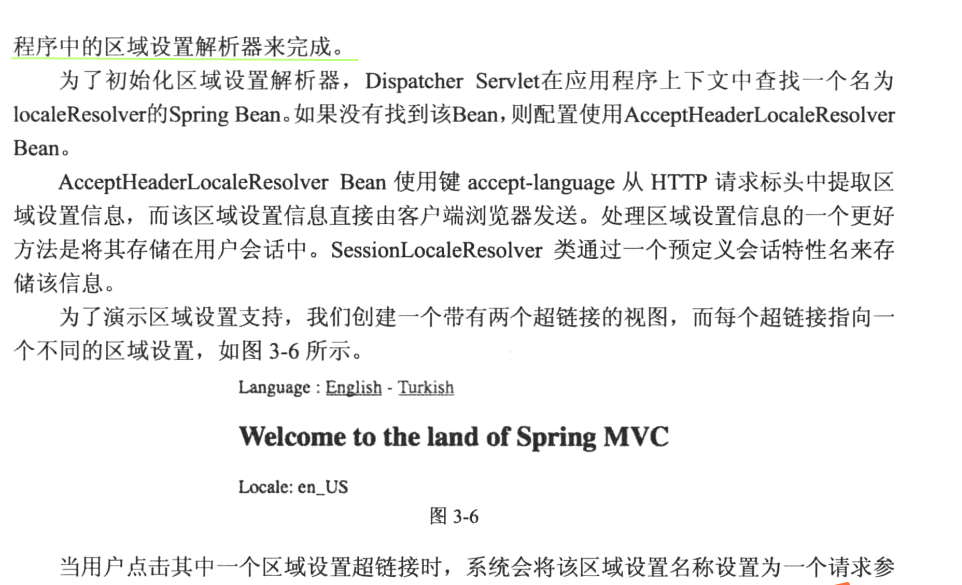 程序中的区域设置解析器来完成。
为了初始化区域设置解析器，Dispatcher Servlet在应用程序上下文中查找一个名为
localeResolver的Spring Bean。如果没有找到该Bean，则配置使用AcceptHeaderLocaleResolver
Bean。
AcceptHeaderLocaleResolver Bean 使用键 accept-language 从 HTTP 请求标头中提取区
域设置信息，而该区域设置信息直接由客户端浏览器发送。处理区域设置信息的一个更好
方法是将其存储在用户会话中。SessionLocaleResolver 类通过一个预定义会话特性名来存
储该信息。
为了演示区域设置支持，我们创建一个带有两个超链接的视图，而每个超链接指向一
个不同的区域设置，如图 3-6 所示。
Language : English - Turkish
Welcome to the land of Spring MVC
Locale: en_US
图 3-6
当用户点击其中一个区域设置超链接时，系统会将该区域设置名称设置为一个请求参